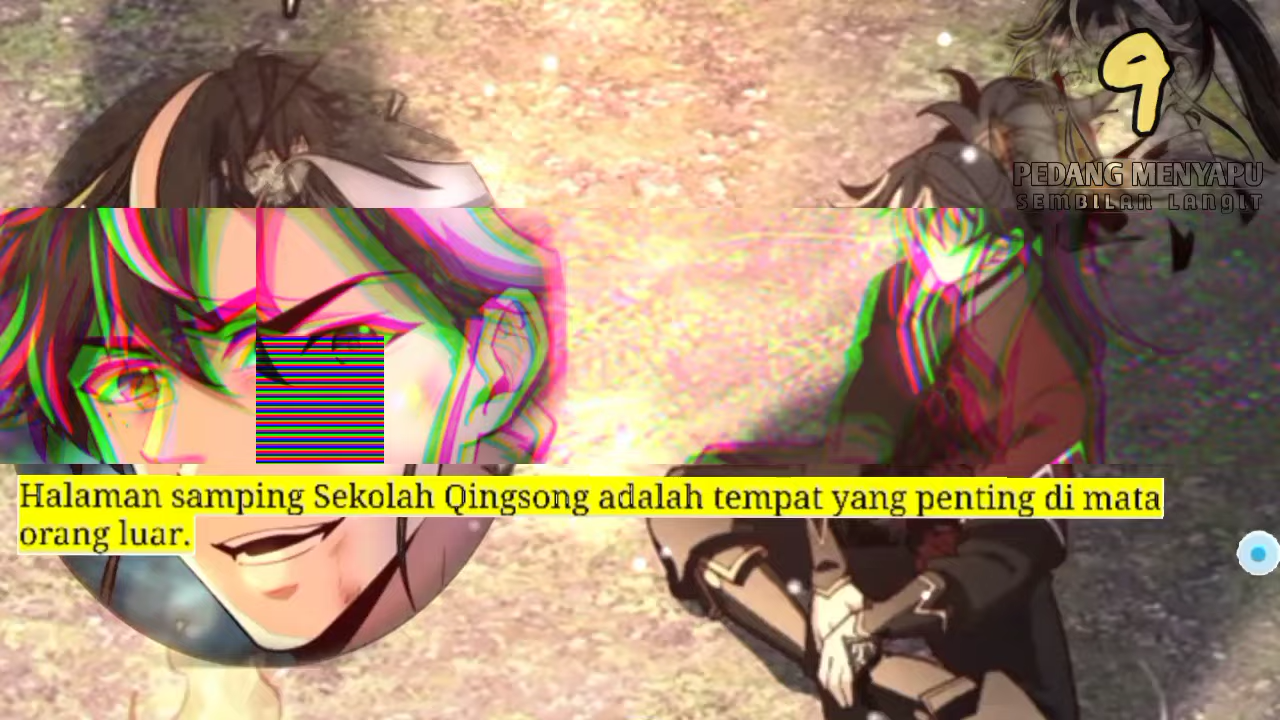 9
PEDANG MENYAPU
SEMBILAN LANGIT
Halaman samping Sekolah Qingsong adalah tempat yang penting di mata
orang luar.